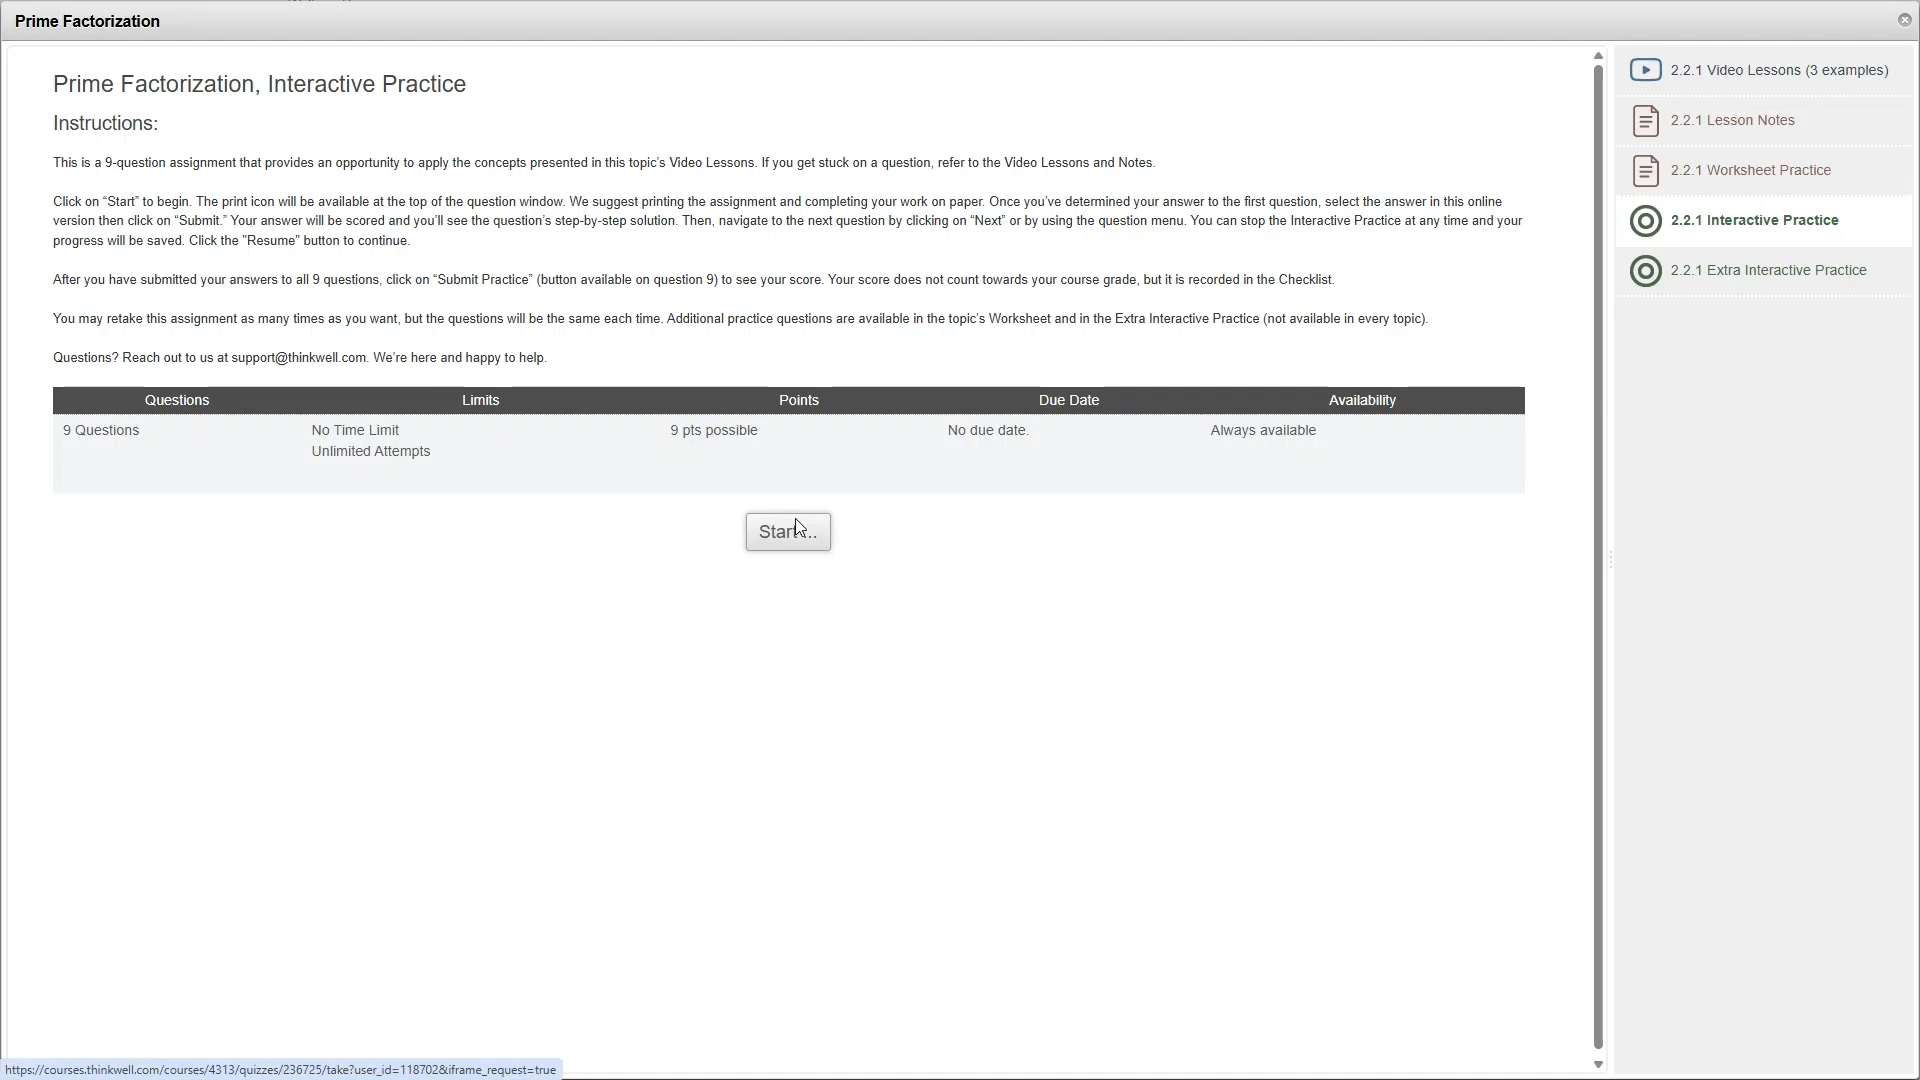 Prime Factorization
Prime Factorization, Interactive Practice
Instructions:
This is a 9-question assignment that provides an opportunity to apply the concepts presented in this topic's Video Lessons. If you get stuck on a question, refer to the Video Lessons and Notes.
Click on “Start” to begin. The print icon will be available at the top of the question window. We suggest printing the assignment and completing your work on paper. Once you’ve determined your answer to the first question, select the answer in this online
version then click on “Submit.” Your answer will be scored and you’ll see the question’s step-by-step solution. Then, navigate to the next question by clicking on “Next” or by using the question menu. You can stop the Interactive Practice at any time and your
progress will be saved. Click the "Resume" button to continue.
After you have submitted your answers to all 9 questions, click on “Submit Practice” (button available on question 9) to see your score. Your score does not count towards your course grade, but it is recorded in the Checklist.
You may retake this assignment as many times as you want, but the questions will be the same each time. Additional practice questions are available in the topic’s Worksheet and in the Extra Interactive Practice (not available in every topic).
Questions? Reach out to us at support@thinkwell.com. We’re here and happy to help.
Questions Limits Points Due Date Availability
9 Questions No Time Limit 9 pts possible No due date. Always available
Unlimited Attempts
Start...
2.2.1 Video Lessons (3 examples)
2.2.1 Lesson Notes
2.2.1 Worksheet Practice
2.2.1 Interactive Practice
2.2.1 Extra Interactive Practice
https://courses.thinkwell.com/courses/4313/quizzes/236725/take?user_id=118702&iframe_request=true